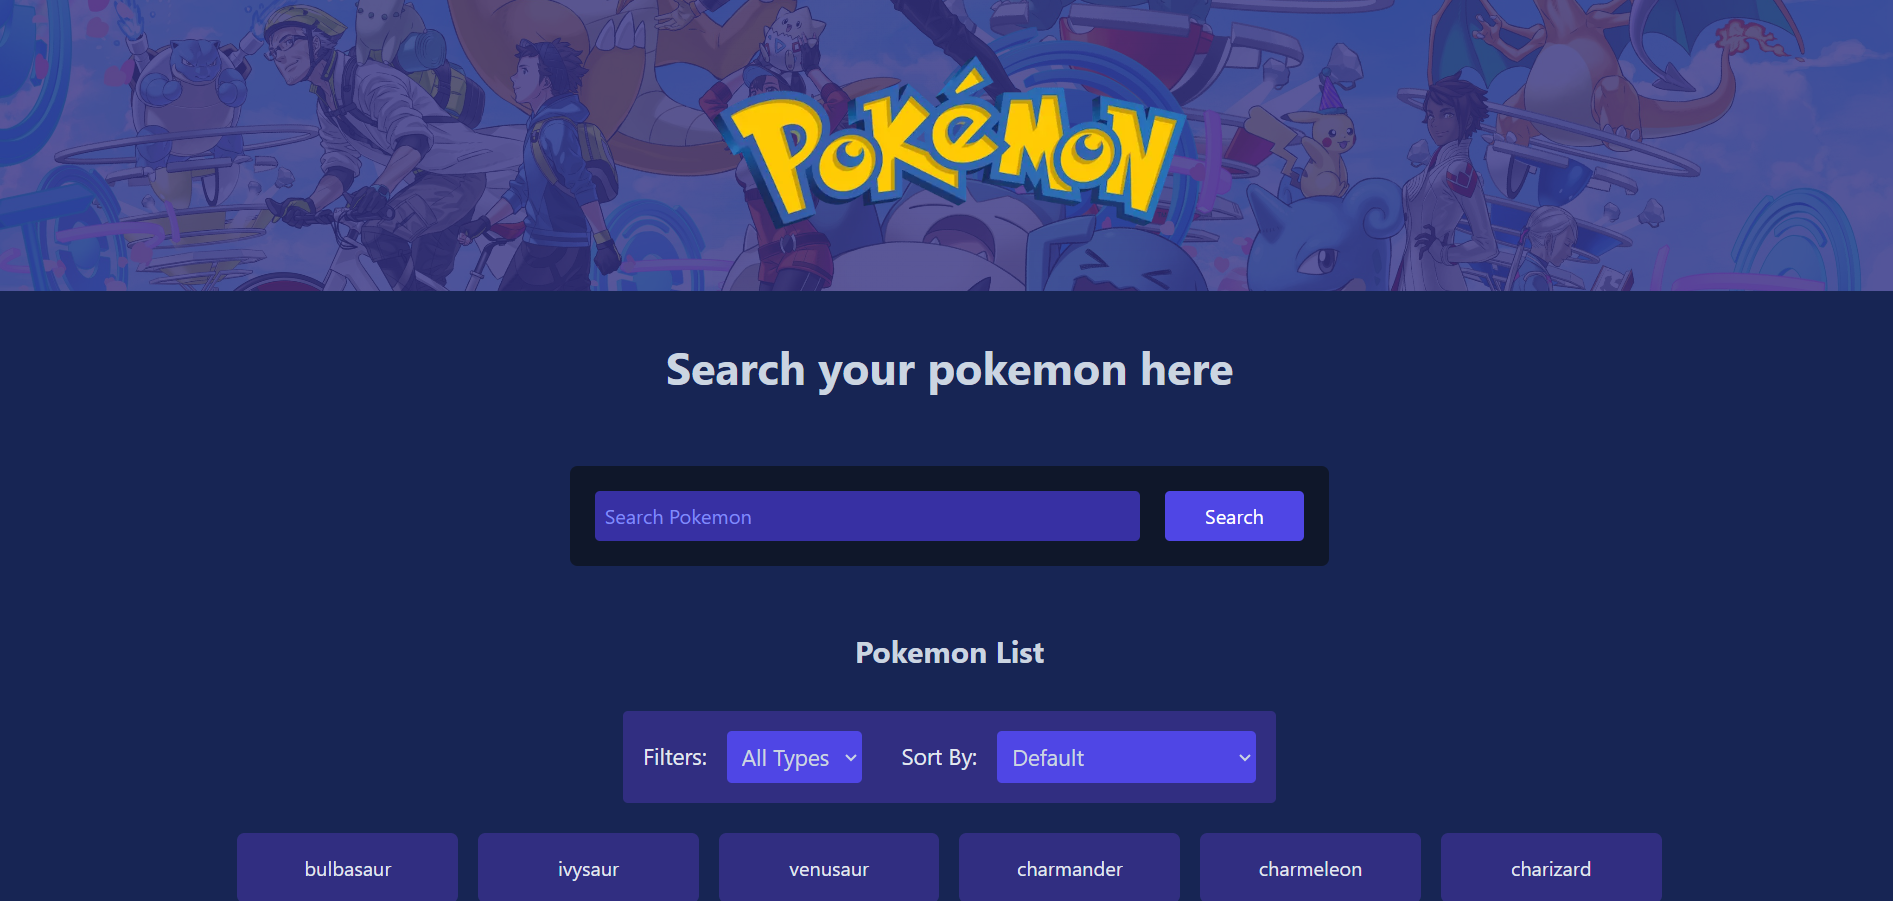 POKéMON
Search your pokemon here
Search Pokemon
Search
Pokemon List
Filters: All Types Sort By: Default
bulbasaur ivysaur venusaur charmander charmeleon charizard